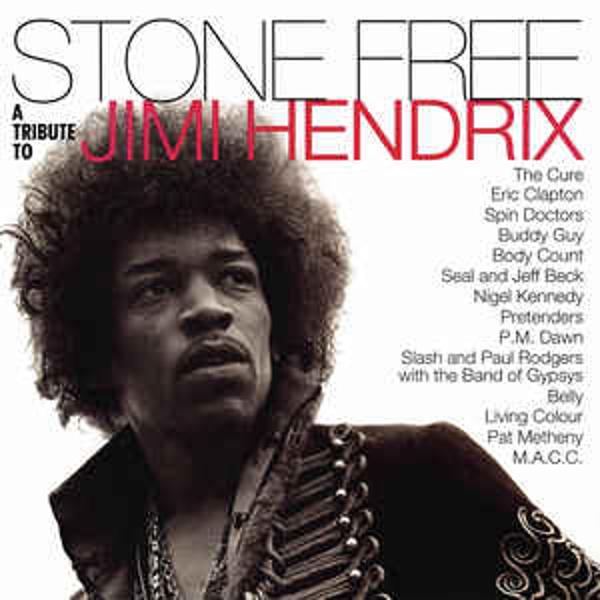 STONE FREE
A
TRIBUTE
TO
JIMI HENDRIX
The Cure
Eric Clapton
Spin Doctors
Buddy Guy
Body Count
Seal and Jeff Beck
Nigel Kennedy
Pretenders
P.M. Dawn
Slash and Paul Rodgers
with the Band of Gypsys
Belly
Living Colour
Pat Metheny
M.A.C.C.